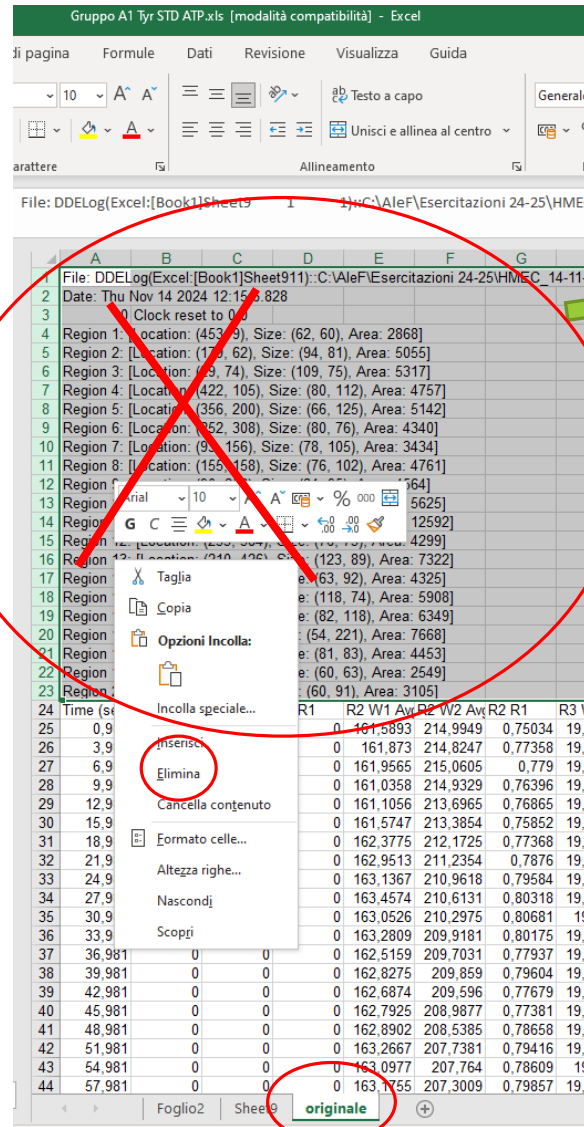 Gruppo A1 Tyr STD ATP.xls [modalità compatibilità] - Excel
di pagina Formule Dati Revisione Visualizza Guida
10 A^ A˅ ab Testo a capo Generale
A Unisci e allinea al centro
arattere Allineamento
File: DDELog(Excel:[Book1]Sheet9 1 1)::C:\AleF\Esercitazioni 24-25\HMEC
A B C D E F G
1 File: DDELog(Excel:[Book1]Sheet911)::C:\AleF\Esercitazioni 24-25\HMEC_14-11-
2 Date: Thu Nov 14 2024 12:15 .828
3 0 Clock reset to 0,0
4 Region 1: [Location: (453, 9), Size: (62, 60), Area: 2868]
5 Region 2: [Location: 62), Size: (94, 81), Area: 5055]
6 Region 3: [Location: 9, 74), Size: (109, 75), Area: 5317]
7 Region 4: [Location: (422, 105), Size: (80, 112), Area: 4757]
8 Region 5: [Location: (356, 200), Size: (66, 125), Area: 5142]
9 Region 6: [Location: (252, 308), Size: (80, 76), Area: 4340]
10 Region 7: [Location: 156), Size: (78, 105), Area: 3434]
11 Region 8: [Location: (155, 158), Size: (76, 102), Area: 4761]
12 Region 564]
13 Region 5625]
14 Region 12592]
15 Region 12: 4299]
16 Region 13: [Location: (210, 426), Size: (123, 89), Area: 7322]
17 Region e: (63, 92), Area: 4325]
18 Region e: (118, 74), Area: 5908]
19 Region e: (82, 118), Area: 6349]
20 Region : (54, 221), Area: 7668]
21 Region e: (81, 83), Area: 4453]
22 Region e: (60, 63), Area: 2549]
23 Region : (60, 91), Area: 3105]
Arial 10 A^ A˅ % 000
G C A ,00
Taglia
Copia
Opzioni Incolla:
Incolla speciale...
Inserisci
Elimina
Cancella contenuto
Formato celle...
Altezza righe...
Nascondi
Scopri
24 Time (se R1 R2 W1 Avg R2 W2 Avg R2 R1 R3
25 0,9 0 161,5893 214,9949 0,75034 19,
26 3,9 0 161,873 214,8247 0,77358 19,
27 6,9 0 161,9565 215,0605 0,779 19,
28 9,9 0 161,0358 214,9329 0,76396 19,
29 12,9 0 161,1056 213,6965 0,76865 19,
30 15,9 0 161,5747 213,3854 0,75852 19,
31 18,9 0 162,3775 212,1725 0,77368 19,
32 21,9 0 162,9513 211,2354 0,7876 19,
33 24,9 0 163,1367 210,9618 0,79584 19,
34 27,9 0 163,4574 210,6131 0,80318 19,
35 30,9 0 163,0526 210,2975 0,80681 19
36 33,9 0 163,2809 209,9181 0,80175 19,
37 36,981 0 0 0 162,5159 209,7031 0,77937 19,
38 39,981 0 0 0 162,8275 209,859 0,79604 19,
39 42,981 0 0 0 162,6874 209,596 0,77679 19,
40 45,981 0 0 0 162,7925 208,9877 0,77381 19,
41 48,981 0 0 0 162,8902 208,5385 0,78658 19,
42 51,981 0 0 0 163,2667 207,7381 0,79416 19,
43 54,981 0 0 0 163,0977 207,764 0,78609 19
44 57,981 0 0 0 163,1755 207,3009 0,79857 19,
Foglio2 Sheet9 originale